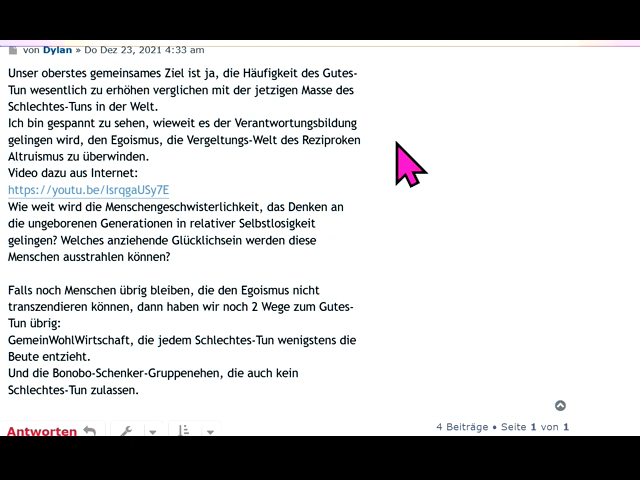 von Dylan » Do Dez 23, 2021 4:33 am
Unser oberstes gemeinsames Ziel ist ja, die Häufigkeit des Gutes-
Tun wesentlich zu erhöhen verglichen mit der jetzigen Masse des
Schlechtes-Tuns in der Welt.
Ich bin gespannt zu sehen, wieweit es der Verantwortungsbildung
gelingen wird, den Egoismus, die Vergeltungs-Welt des Reziproken
Altruismus zu überwinden.
Video dazu aus Internet:
https://youtu.be/IsrqgaUSy7E
Wie weit wird die Menschengeschwisterlichkeit, das Denken an
die ungeborenen Generationen in relativer Selbstlosigkeit
gelingen? Welches anziehende Glücklichsein werden diese
Menschen ausstrahlen können?
Falls noch Menschen übrig bleiben, die den Egoismus nicht
transzendieren können, dann haben wir noch 2 Wege zum Gutes-
Tun übrig:
GemeinWohlWirtschaft, die jedem Schlechtes-Tun wenigstens die
Beute entzieht.
Und die Bonobo-Schenker-Gruppenehen, die auch kein
Schlechtes-Tun zulassen.
4 Beiträge • Seite 1 von 1
Antworten